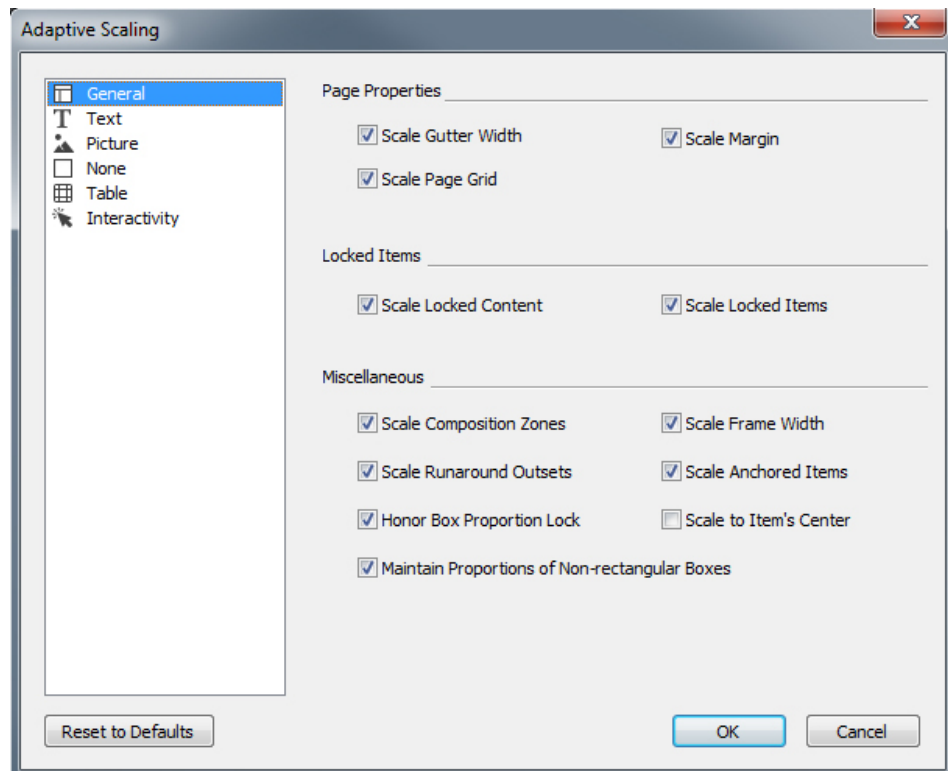 Adaptive Scaling
General
Text
Picture
None
Table
Interactivity
Page Properties
Scale Gutter Width
Scale Margin
Scale Page Grid
Locked Items
Scale Locked Content
Scale Locked Items
Miscellaneous
Scale Composition Zones
Scale Frame Width
Scale Runaround Outsets
Scale Anchored Items
Honor Box Proportion Lock
Scale to Item's Center
Maintain Proportions of Non-rectangular Boxes
Reset to Defaults
OK
Cancel